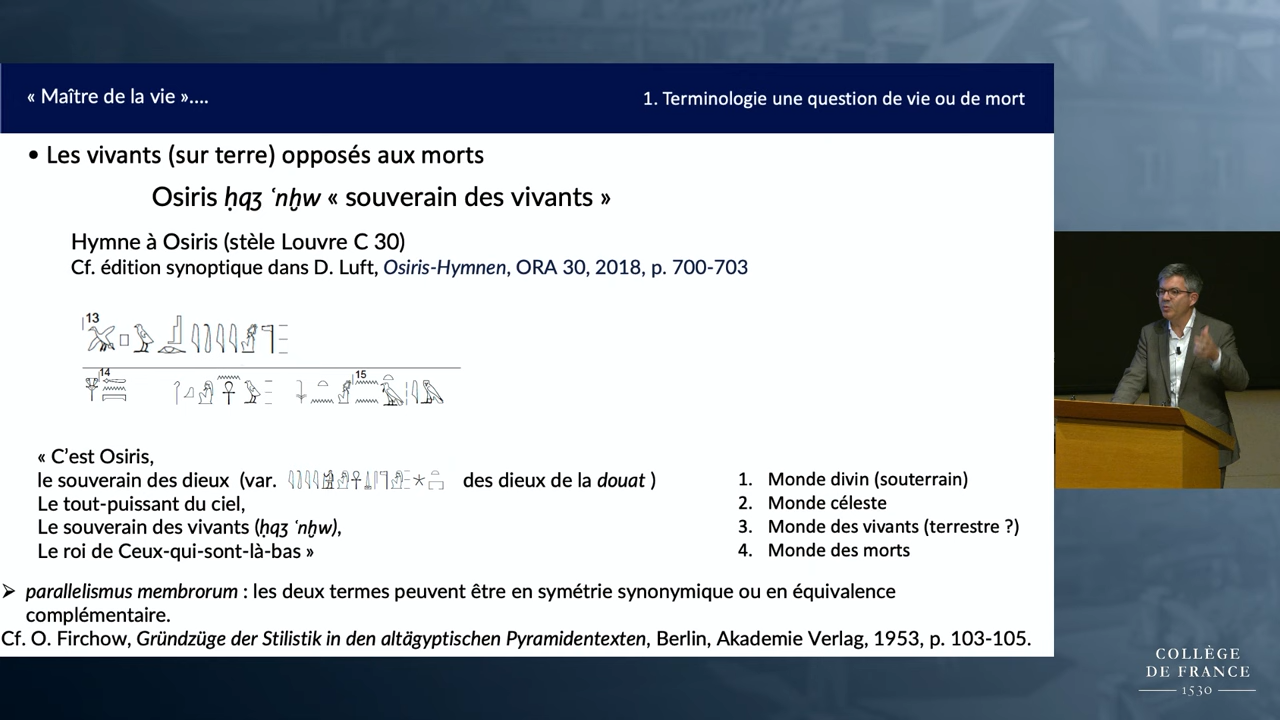 « Maître de la vie »….
1. Terminologie une question de vie ou de mort
• Les vivants (sur terre) opposés aux morts
Osiris ḥqȝ ʿnḫw « souverain des vivants »
Hymne à Osiris (stèle Louvre C 30)
Cf. édition synoptique dans D. Luft, Osiris-Hymnen, ORA 30, 2018, p. 700-703
13
14
15
« C’est Osiris,
le souverain des dieux (var. des dieux de la douat )
Le tout-puissant du ciel,
Le souverain des vivants (ḥqȝ ʿnḫw),
Le roi de Ceux-qui-sont-là-bas »
1. Monde divin (souterrain)
2. Monde céleste
3. Monde des vivants (terrestre ?)
4. Monde des morts
➢ parallelismus membrorum : les deux termes peuvent être en symétrie synonymique ou en équivalence
complémentaire.
Cf. O. Firchow, Gründzüge der Stilistik in den altägyptischen Pyramidentexten, Berlin, Akademie Verlag, 1953, p. 103-105.
COLLÈGE
DE FRANCE
1530